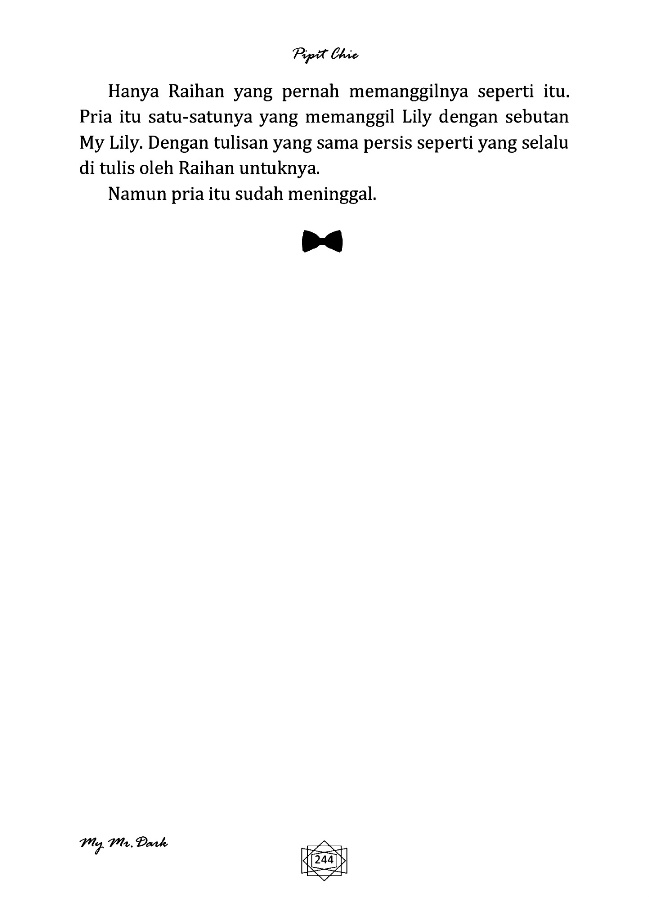 Pipit Chie
Hanya Raihan yang pernah memanggilnya seperti itu.
Pria itu satu-satunya yang memanggil Lily dengan sebutan
My Lily. Dengan tulisan yang sama persis seperti yang selalu
di tulis oleh Raihan untuknya.
Namun pria itu sudah meninggal.
My Mr. Dark
244